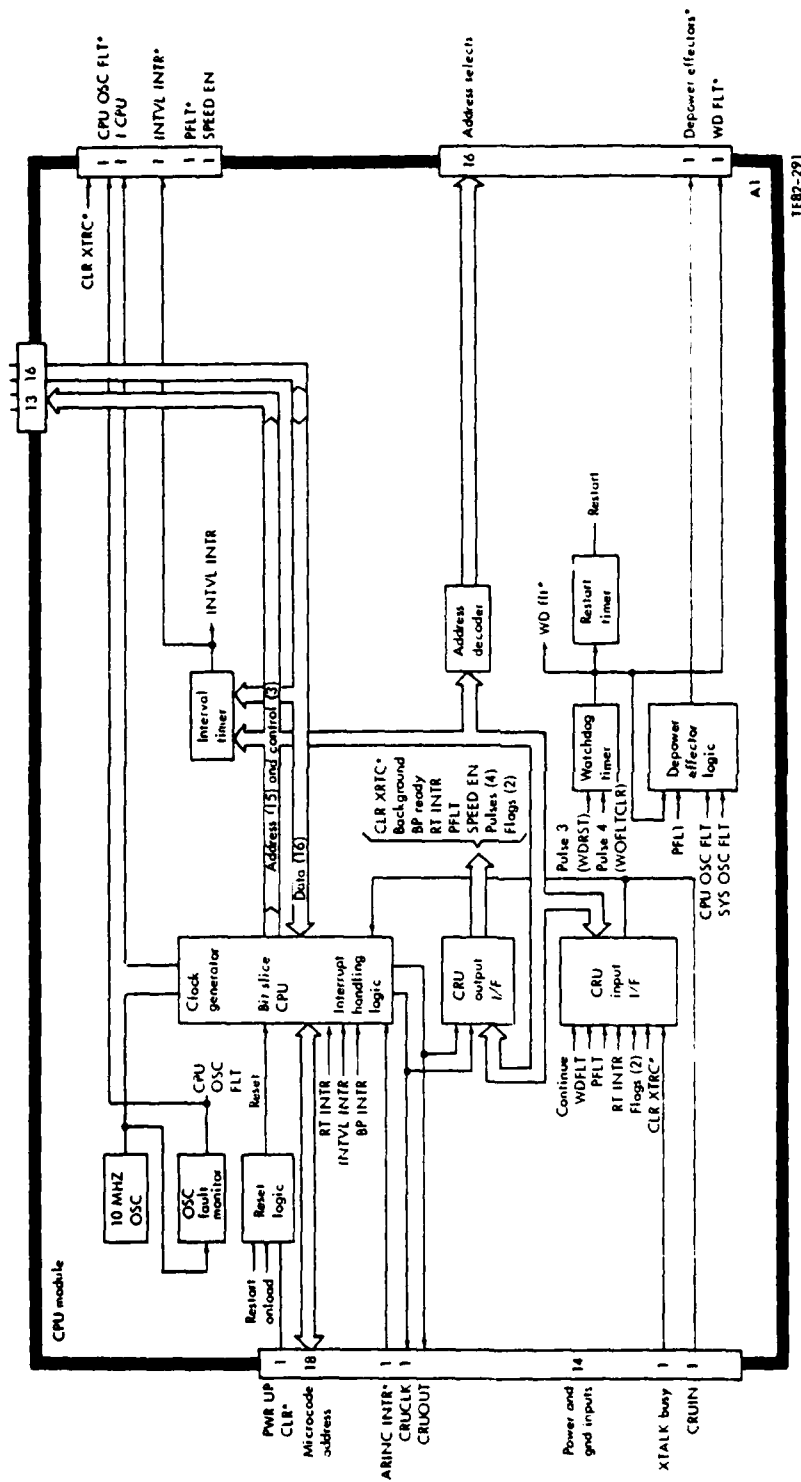 CPU module
10 MHZ
OSC
OSC
fault
monitor
CPU
OSC
FLT
Restart
onload
Reset
logic
Reset
Clock
generator
Bit slice
CPU
Interrupt
handling
logic
RT INTR
INTVL INTR
BP INTR
PWR UP
CLR*
1
Microcode
address
18
ARINC INTR*
1
CRUCLK
1
CRUOUT
Power and
gnd inputs
14
XTALK busy
1
CRUIN
1
Address (15) and control (3)
Data (16)
Interval
timer
INTVL INTR
13
16
CLR XTRC*
1
CPU OSC FLT*
1
1 CPU
1
INTVL INTR*
1
PFLT*
1
SPEED EN
CRU
output
I/F
CLR XRTC*
Background
BP ready
RT INTR
PFLT
SPEED EN
Pulses (4)
Flags (2)
Continue
WDFLT
PFLT
RT INTR
Flags (2)
CLR XTRC*
CRU
input
I/F
Address
decoder
16
Address selects
Pulse 3
(WDRST)
Pulse 4
(WOFLTCLR)
Watchdog
timer
WD flt*
Restart
timer
Restart
PFL1
CPU OSC FLT
SYS OSC FLT
Depower
effector
logic
1
Depower effectors*
1
WD FLT*
A1
TF82-291